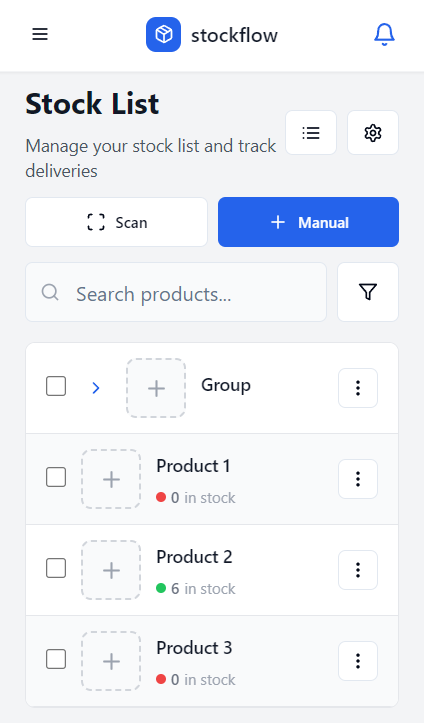 stockflow
Stock List
Manage your stock list and track
deliveries
Scan
Manual
Search products...
Group
Product 1
0 in stock
Product 2
6 in stock
Product 3
0 in stock